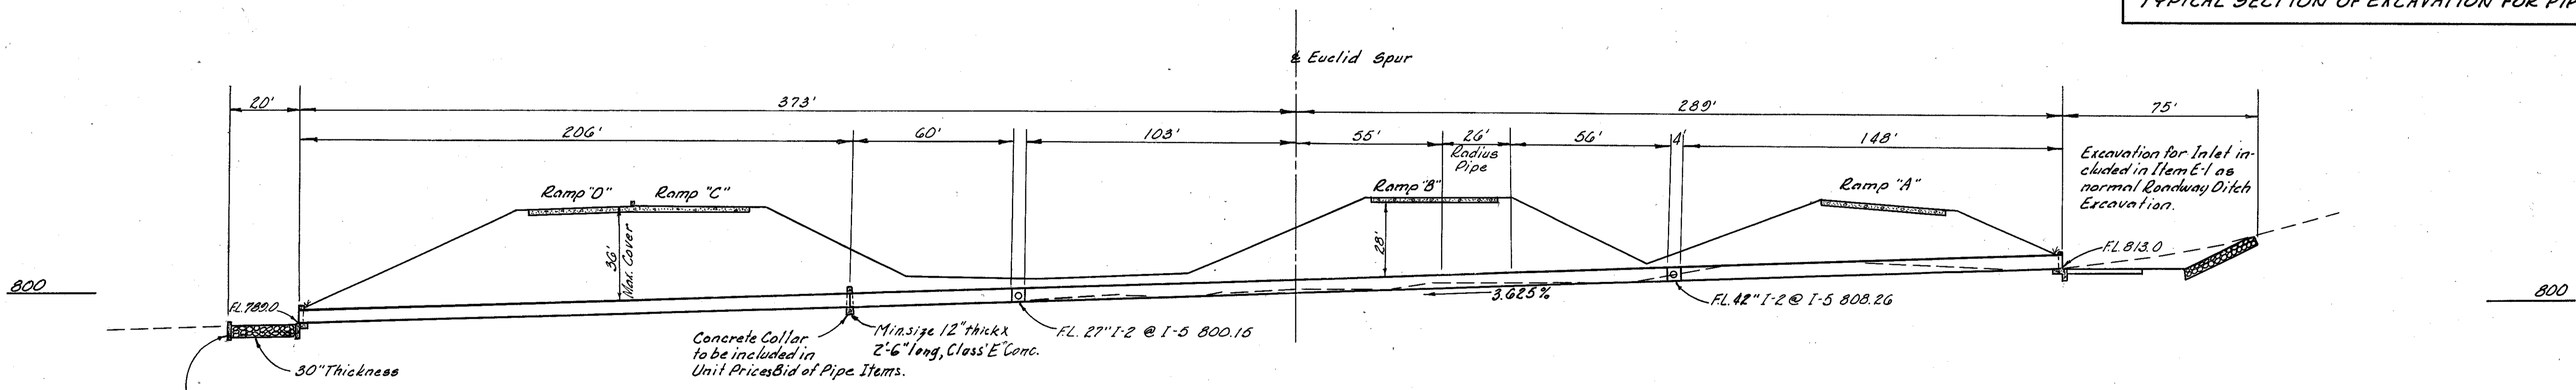 TYPICAL SECTION OF EXCAVATION FOR PIP
℄ Euclid Spur
20'
373'
289'
75'
206'
60'
103'
55'
26'
Radius
Pipe
56'
4'
148'
Excavation for Inlet in-
cluded in Item E-1 as
normal Roadway Ditch
Excavation.
Ramp "D"
Ramp "C"
Ramp "B"
Ramp "A"
36'
Max. Cover
28'
F.L. 813.0
800
800
F.L. 789.0
3.625%
F.L. 42" I-2 @ I-5 808.26
F.L. 27" I-2 @ I-5 800.15
Concrete Collar
to be included in
Unit Prices Bid of Pipe Items.
Min. size 12" thick x
2'-6" long, Class "E" Conc.
30" Thickness